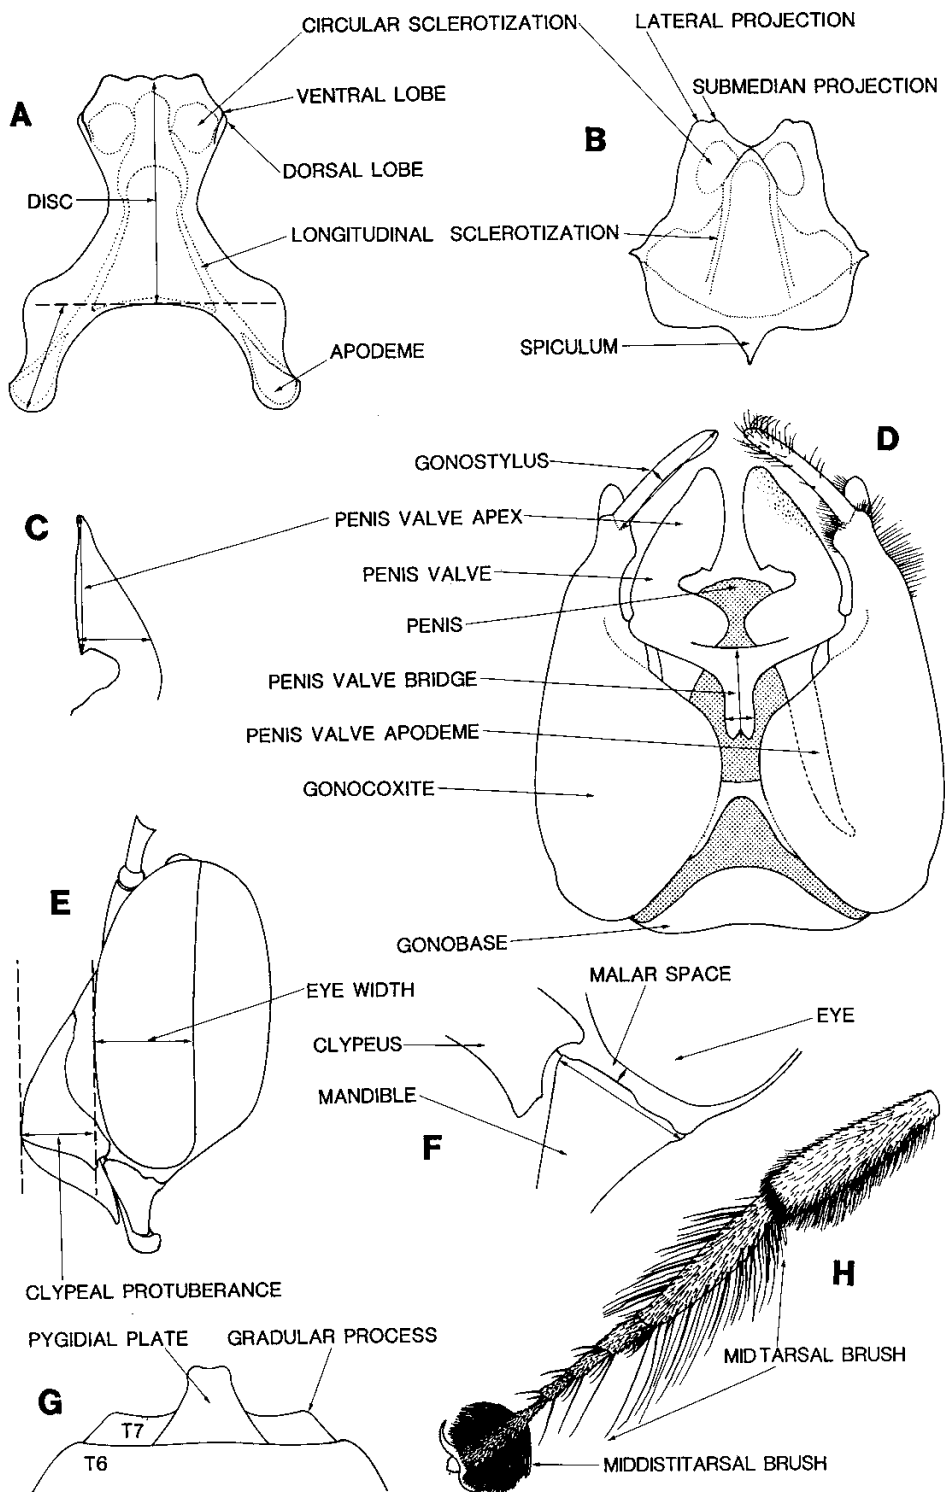 CIRCULAR SCLEROTIZATION
LATERAL PROJECTION
SUBMEDIAN PROJECTION
A
VENTRAL LOBE
B
DORSAL LOBE
DISC
LONGITUDINAL SCLEROTIZATION
APODEME
SPICULUM
D
GONOSTYLUS
C
PENIS VALVE APEX
PENIS VALVE
PENIS
PENIS VALVE BRIDGE
PENIS VALVE APODEME
GONOCOXITE
E
GONOBASE
MALAR SPACE
EYE WIDTH
EYE
CLYPEUS
MANDIBLE
F
H
CLYPEAL PROTUBERANCE
PYGIDIAL PLATE
GRADULAR PROCESS
MIDTARSAL BRUSH
G
T7
T6
MIDDISTITARSAL BRUSH